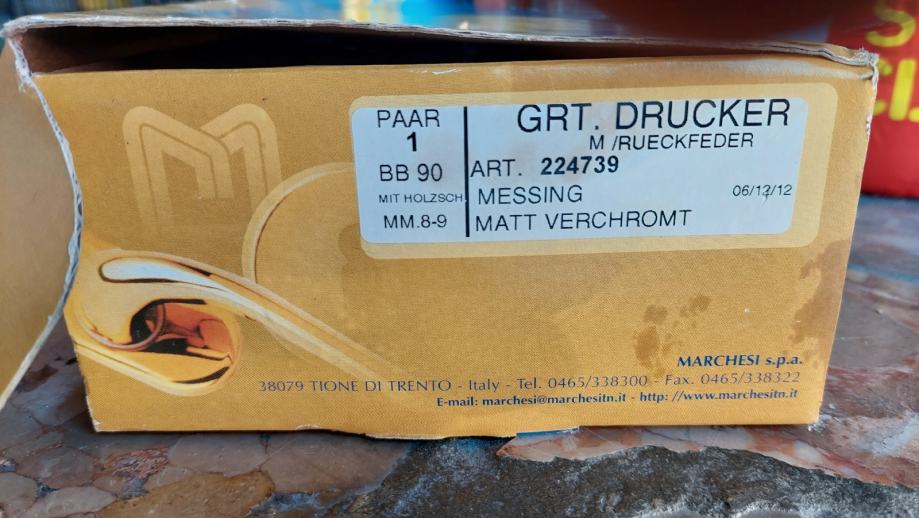 PAAR
1
BB 90
MIT HOLZSCH
MM.8-9
GRT. DRUCKER
M /RUECKFEDER
ART. 224739
MESSING 06/12/12
MATT VERCHROMT
MARCHESI s.p.a.
38079 TIONE DI TRENTO - Italy - Tel. 0465/338300 - Fax. 0465/338322
E-mail: marchesi@marchesitn.it - http: //www.marchesitn.it